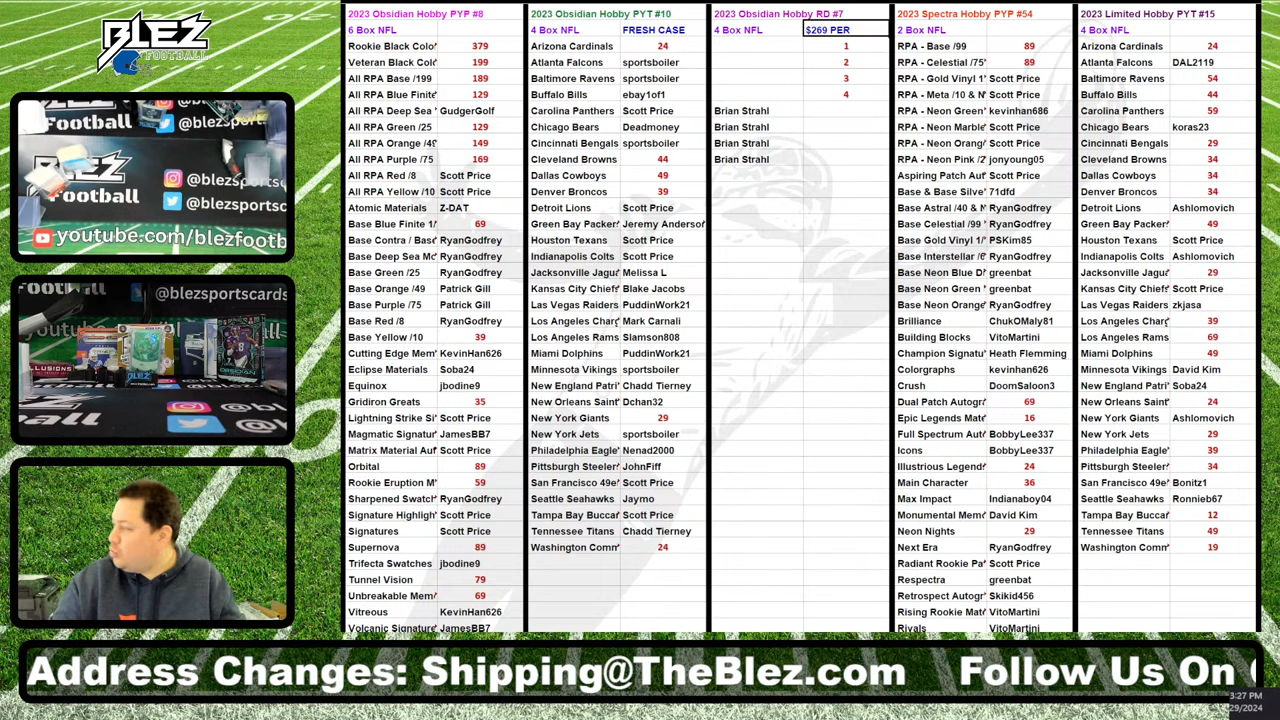 BLEZ
FOOTBALL
Football
@blezsports
BLEZ
Football
@blezsportsc
@blezsportsc
youtube.com/blezfootb
@blezsportscards
ILLUSIONS
OBSIDIAN
2023 Obsidian Hobby PYP #8
6 Box NFL
Rookie Black Colo 379
Veteran Black Col 199
All RPA Base /199 189
All RPA Blue Finite 129
All RPA Deep Sea GudgerGolf
All RPA Green /25 129
All RPA Orange /49 149
All RPA Purple /75 169
All RPA Red /8 Scott Price
All RPA Yellow /10 Scott Price
Atomic Materials Z-DAT
Base Blue Finite 1/ 69
Base Contra / Base RyanGodfrey
Base Deep Sea Mo RyanGodfrey
Base Green /25 RyanGodfrey
Base Orange /49 Patrick Gill
Base Purple /75 Patrick Gill
Base Red /8 RyanGodfrey
Base Yellow /10 39
Cutting Edge Mem KevinHan626
Eclipse Materials Soba24
Equinox jbodine9
Gridiron Greats 35
Lightning Strike Si Scott Price
Magmatic Signatur JamesBB7
Matrix Material Aut Scott Price
Orbital 89
Rookie Eruption M 59
Sharpened Swatch RyanGodfrey
Signature Highligh Scott Price
Signatures Scott Price
Supernova 89
Trifecta Swatches jbodine9
Tunnel Vision 79
Unbreakable Mem 69
Vitreous KevinHan626
Volcanic Signature JamesBB7
2023 Obsidian Hobby PYT #10
4 Box NFL FRESH CASE
Arizona Cardinals 24
Atlanta Falcons sportsboiler
Baltimore Ravens sportsboiler
Buffalo Bills ebay1of1
Carolina Panthers Scott Price
Chicago Bears Deadmoney
Cincinnati Bengals sportsboiler
Cleveland Browns 44
Dallas Cowboys 49
Denver Broncos 39
Detroit Lions Scott Price
Green Bay Packer Jeremy Anderson
Houston Texans Scott Price
Indianapolis Colts Scott Price
Jacksonville Jagu Melissa L
Kansas City Chiefs Blake Jacobs
Las Vegas Raiders PuddinWork21
Los Angeles Charg Mark Carnali
Los Angeles Rams Slamson808
Miami Dolphins PuddinWork21
Minnesota Vikings sportsboiler
New England Patri Chadd Tierney
New Orleans Saint Dchan32
New York Giants 29
New York Jets sportsboiler
Philadelphia Eagle Nenad2000
Pittsburgh Steeler JohnFiff
San Francisco 49e Scott Price
Seattle Seahawks Jaymo
Tampa Bay Buccan Scott Price
Tennessee Titans Chadd Tierney
Washington Comm 24
2023 Obsidian Hobby RD #7
4 Box NFL $269 PER
1
2
3
4
Brian Strahl
Brian Strahl
Brian Strahl
Brian Strahl
2023 Spectra Hobby PYP #54
2 Box NFL
RPA - Base /99 89
RPA - Celestial /75 89
RPA - Gold Vinyl 1 Scott Price
RPA - Meta /10 & N Scott Price
RPA - Neon Green kevinhan686
RPA - Neon Marble Scott Price
RPA - Neon Orang Scott Price
RPA - Neon Pink /2 jonyoung05
Aspiring Patch Aut Scott Price
Base & Base Silve 71dfd
Base Astral /40 & N RyanGodfrey
Base Celestial /99 RyanGodfrey
Base Gold Vinyl 1/ PSKim85
Base Interstellar /6 RyanGodfrey
Base Neon Blue D greenbat
Base Neon Green greenbat
Base Neon Orange RyanGodfrey
Brilliance ChukOMaly81
Building Blocks VitoMartini
Champion Signatu Heath Flemming
Colorgraphs kevinhan626
Crush DoomSaloon3
Dual Patch Autogr 69
Epic Legends Mate 16
Full Spectrum Aut BobbyLee337
Icons BobbyLee337
Illustrious Legend 24
Main Character 36
Max Impact Indianaboy04
Monumental Mem David Kim
Neon Nights 29
Next Era RyanGodfrey
Radiant Rookie Pa Scott Price
Respectra greenbat
Retrospect Autogr Skikid456
Rising Rookie Mat VitoMartini
Rivals VitoMartini
2023 Limited Hobby PYT #15
4 Box NFL
Arizona Cardinals 24
Atlanta Falcons DAL2119
Baltimore Ravens 54
Buffalo Bills 44
Carolina Panthers 59
Chicago Bears koras23
Cincinnati Bengals 29
Cleveland Browns 34
Dallas Cowboys 34
Denver Broncos 34
Detroit Lions Ashlomovich
Green Bay Packer 49
Houston Texans Scott Price
Indianapolis Colts Ashlomovich
Jacksonville Jagu 29
Kansas City Chiefs Scott Price
Las Vegas Raiders zkjasa
Los Angeles Charg 39
Los Angeles Rams 69
Miami Dolphins 49
Minnesota Vikings David Kim
New England Patri Soba24
New Orleans Saint 24
New York Giants Ashlomovich
New York Jets 29
Philadelphia Eagle 39
Pittsburgh Steeler 34
San Francisco 49e Bonitz1
Seattle Seahawks Ronnieb67
Tampa Bay Buccan 12
Tennessee Titans 49
Washington Comm 19
Address Changes: Shipping@TheBlez.com Follow Us On
3:27 PM
29/2024